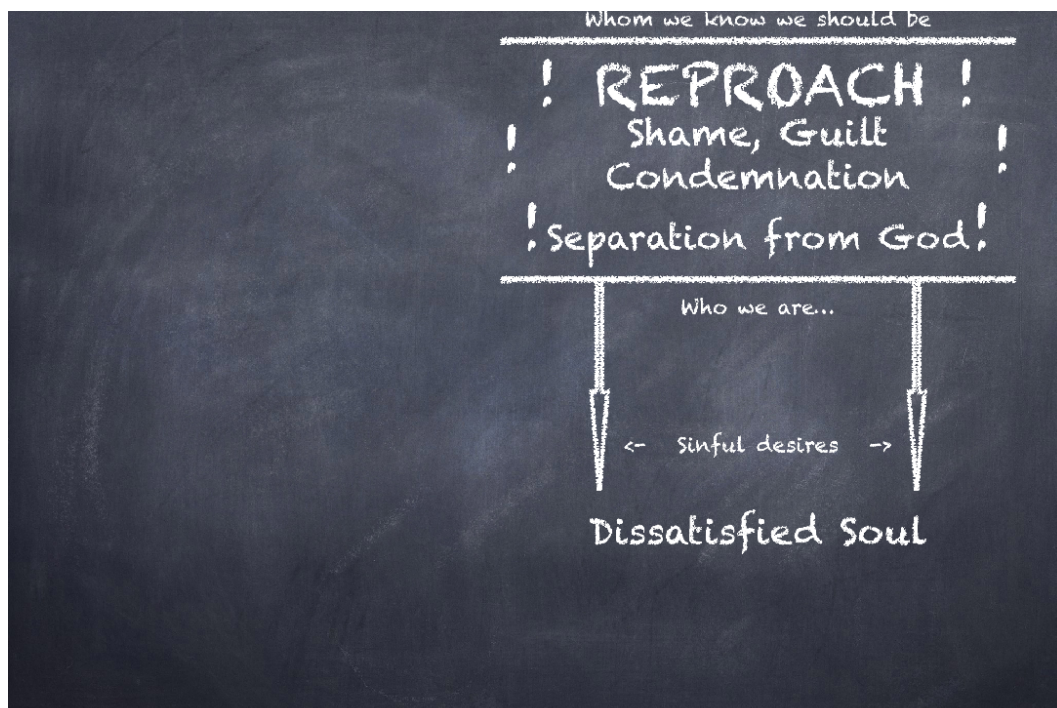 Whom we know we should be
! REPROACH !
! Shame, Guilt !
Condemnation
! Separation from God !
Who we are...
<- Sinful desires ->
Dissatisfied Soul